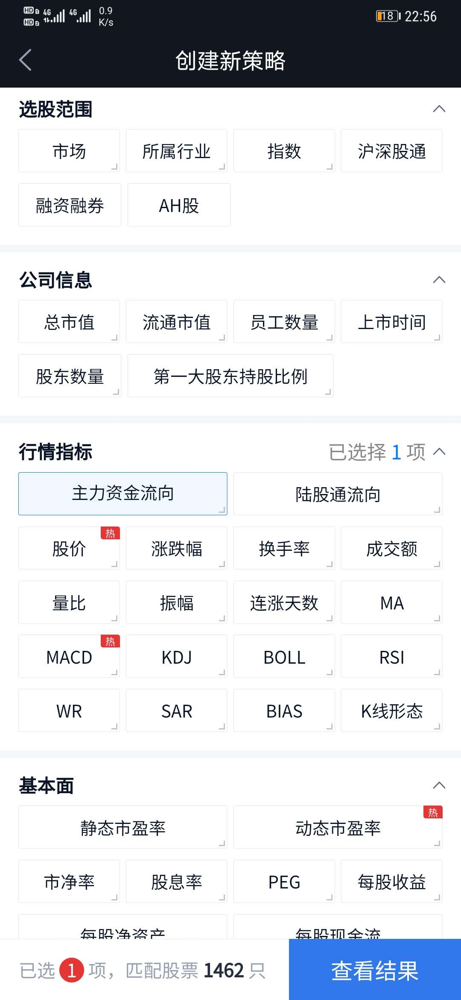 HD 1 4G 4G 0.9
HD 2 K/s 18 22:56
创建新策略
选股范围
市场 所属行业 指数 沪深股通
融资融券 AH股
公司信息
总市值 流通市值 员工数量 上市时间
股东数量 第一大股东持股比例
行情指标 已选择 1 项
主力资金流向 陆股通流向
股价 热 涨跌幅 换手率 成交额
量比 振幅 连涨天数 MA
MACD 热 KDJ BOLL RSI
WR SAR BIAS K线形态
基本面
静态市盈率 动态市盈率 热
市净率 股息率 PEG 每股收益
每股净资产 每股现金流
已选 1 项，匹配股票 1462 只 查看结果